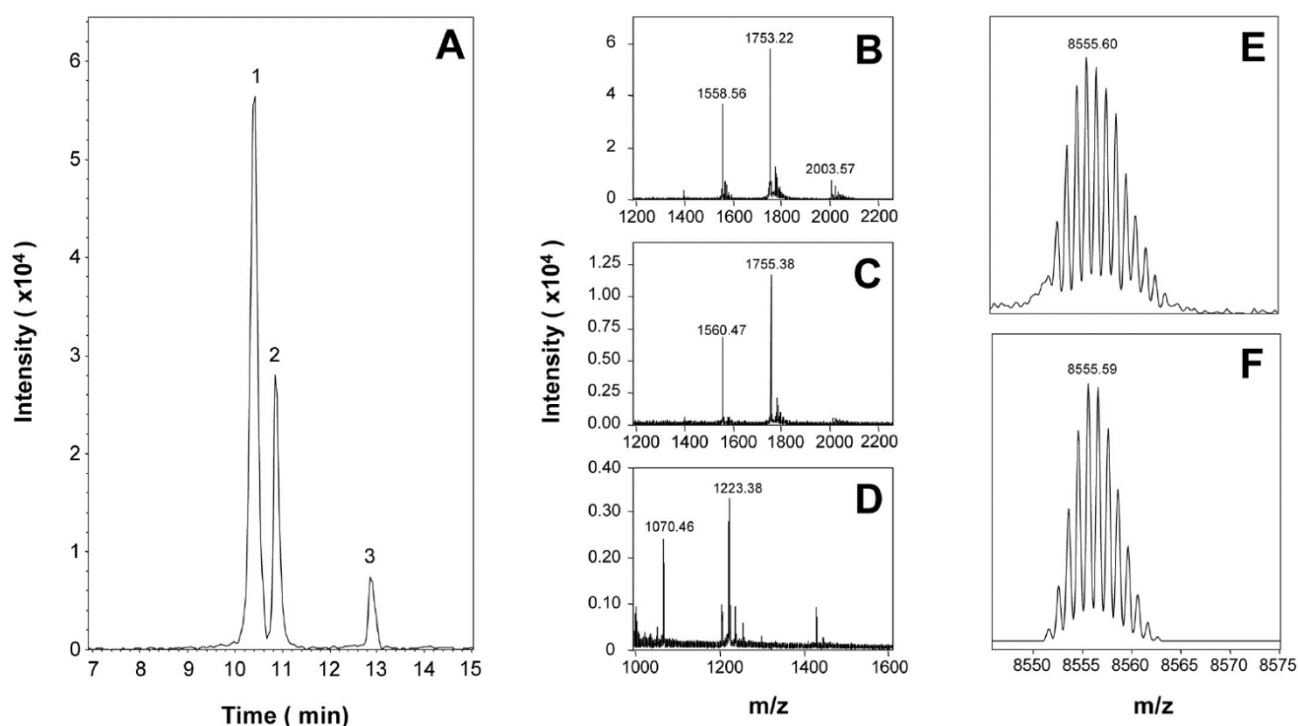 A
6
5
4
3
2
1
0
1
2
3
7 8 9 10 11 12 13 14 15
Intensity ( x10⁴ )
Time ( min)
B
6
4
2
0
1558.56
1753.22
2003.57
1200 1400 1600 1800 2000 2200
C
1.25
1.00
0.75
0.50
0.25
0.00
1560.47
1755.38
1200 1400 1600 1800 2000 2200
Intensity ( x10⁴ )
D
0.40
0.30
0.20
0.10
0.00
1070.46
1223.38
1000 1200 1400 1600
m/z
E
8555.60
F
8555.59
8550 8555 8560 8565 8570 8575
m/z